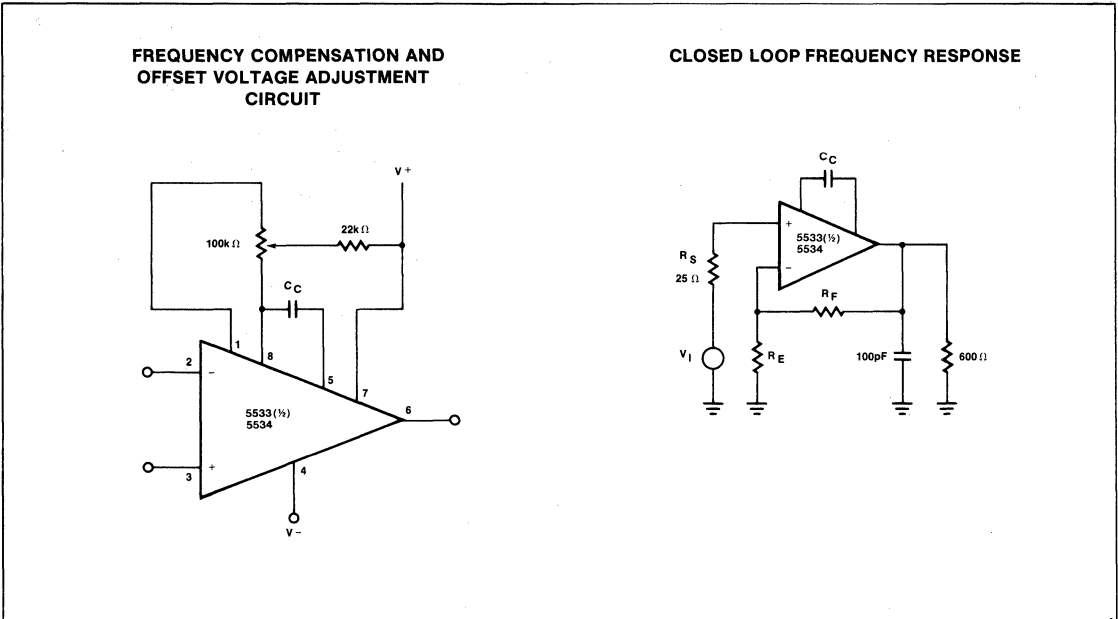 FREQUENCY COMPENSATION AND
OFFSET VOLTAGE ADJUSTMENT
CIRCUIT
V+
100kΩ
22kΩ
CC
1
8
5
7
2
−
5533(½)
5534
6
+
3
4
V−
CLOSED LOOP FREQUENCY RESPONSE
CC
+
5533(½)
5534
−
RS
25 Ω
RF
VI
RE
100pF
600Ω